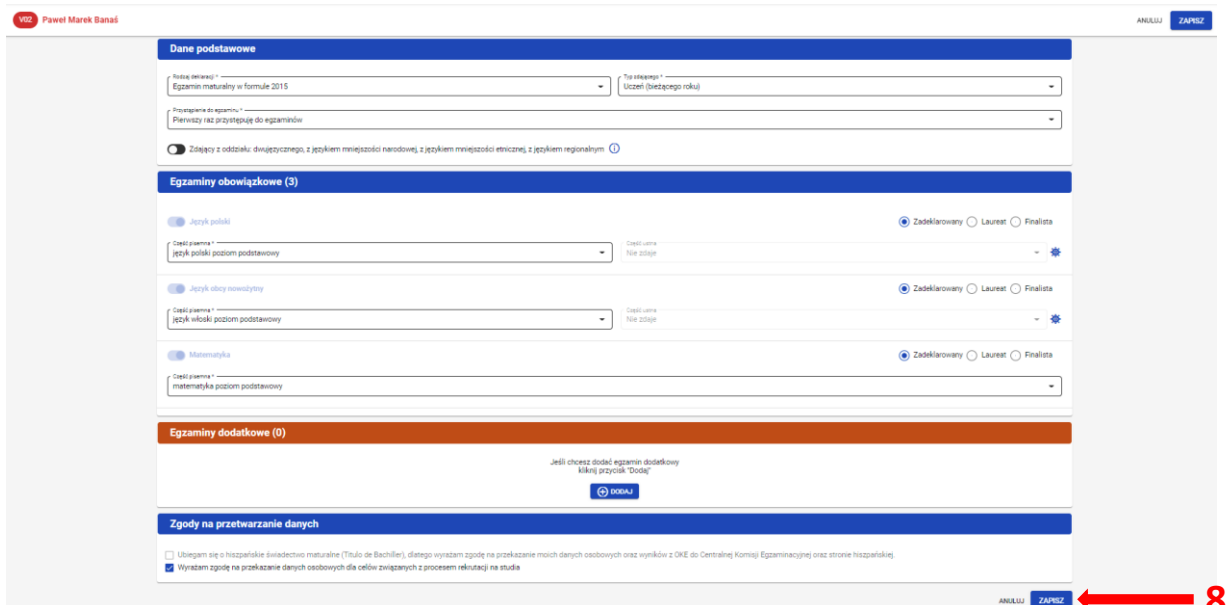 V02 Paweł Marek Banaś
ANULUJ ZAPISZ
Dane podstawowe
Rodzaj deklaracji * Typ zdającego *
Egzamin maturalny w formule 2015 Uczeń (bieżącego roku)
Przystąpienie do egzaminu *
Pierwszy raz przystępuję do egzaminów
Zdający z oddziału: dwujęzycznego, z językiem mniejszości narodowej, z językiem mniejszości etnicznej, z językiem regionalnym
Egzaminy obowiązkowe (3)
Język polski Zadeklarowany Laureat Finalista
Część pisemna * Część ustna
język polski poziom podstawowy Nie zdaje
Język obcy nowożytny Zadeklarowany Laureat Finalista
Część pisemna * Część ustna
język włoski poziom podstawowy Nie zdaje
Matematyka Zadeklarowany Laureat Finalista
Część pisemna *
matematyka poziom podstawowy
Egzaminy dodatkowe (0)
Jeśli chcesz dodać egzamin dodatkowy
kliknij przycisk "Dodaj"
DODAJ
Zgody na przetwarzanie danych
Ubiegam się o hiszpańskie świadectwo maturalne (Titulo de Bachiller), dlatego wyrażam zgodę na przekazanie moich danych osobowych oraz wyników z OKE do Centralnej Komisji Egzaminacyjnej oraz stronie hiszpańskiej.
Wyrażam zgodę na przekazanie danych osobowych dla celów związanych z procesem rekrutacji na studia
ANULUJ ZAPISZ 8